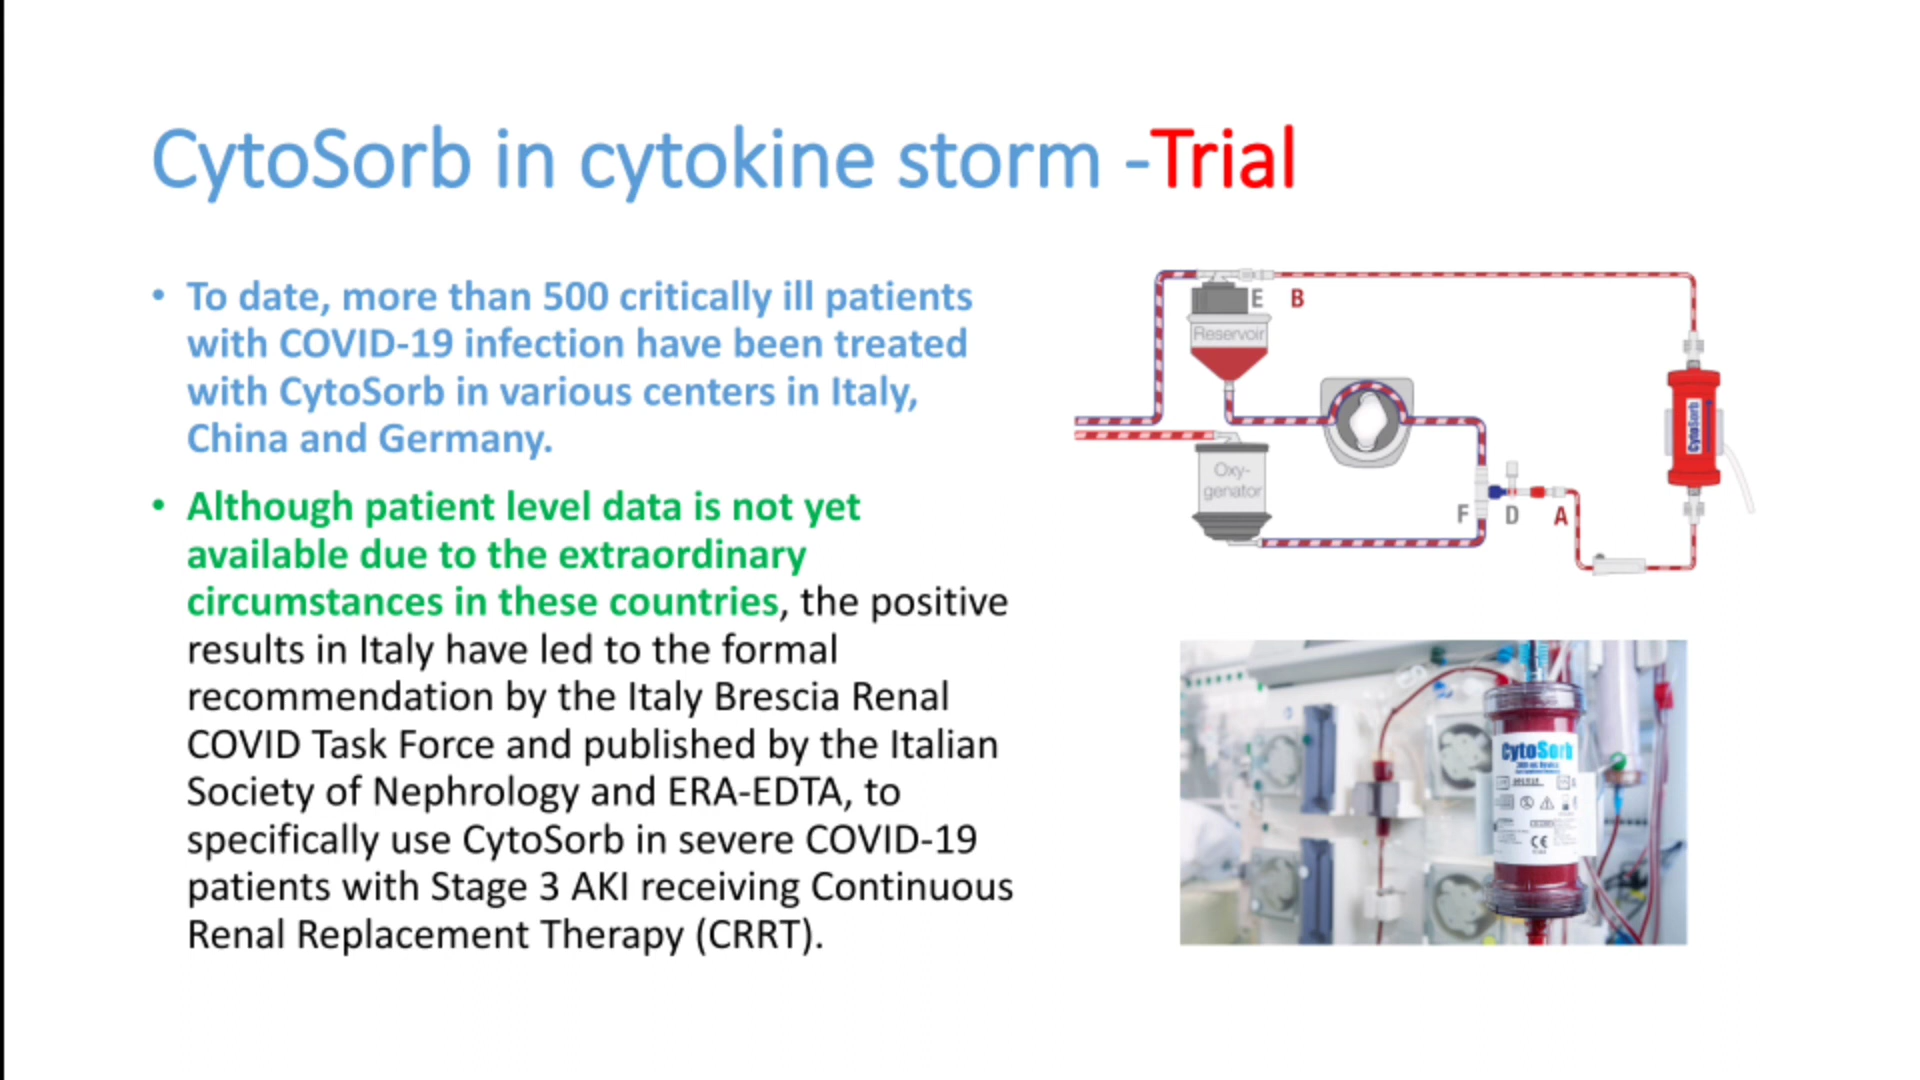 CytoSorb in cytokine storm -Trial
• To date, more than 500 critically ill patients
with COVID-19 infection have been treated
with CytoSorb in various centers in Italy,
China and Germany.
• Although patient level data is not yet
available due to the extraordinary
circumstances in these countries, the positive
results in Italy have led to the formal
recommendation by the Italy Brescia Renal
COVID Task Force and published by the Italian
Society of Nephrology and ERA-EDTA, to
specifically use CytoSorb in severe COVID-19
patients with Stage 3 AKI receiving Continuous
Renal Replacement Therapy (CRRT).
E B
Reservoir
CytoSorb
Oxy-
genator
F D A
CytoSorb
CE